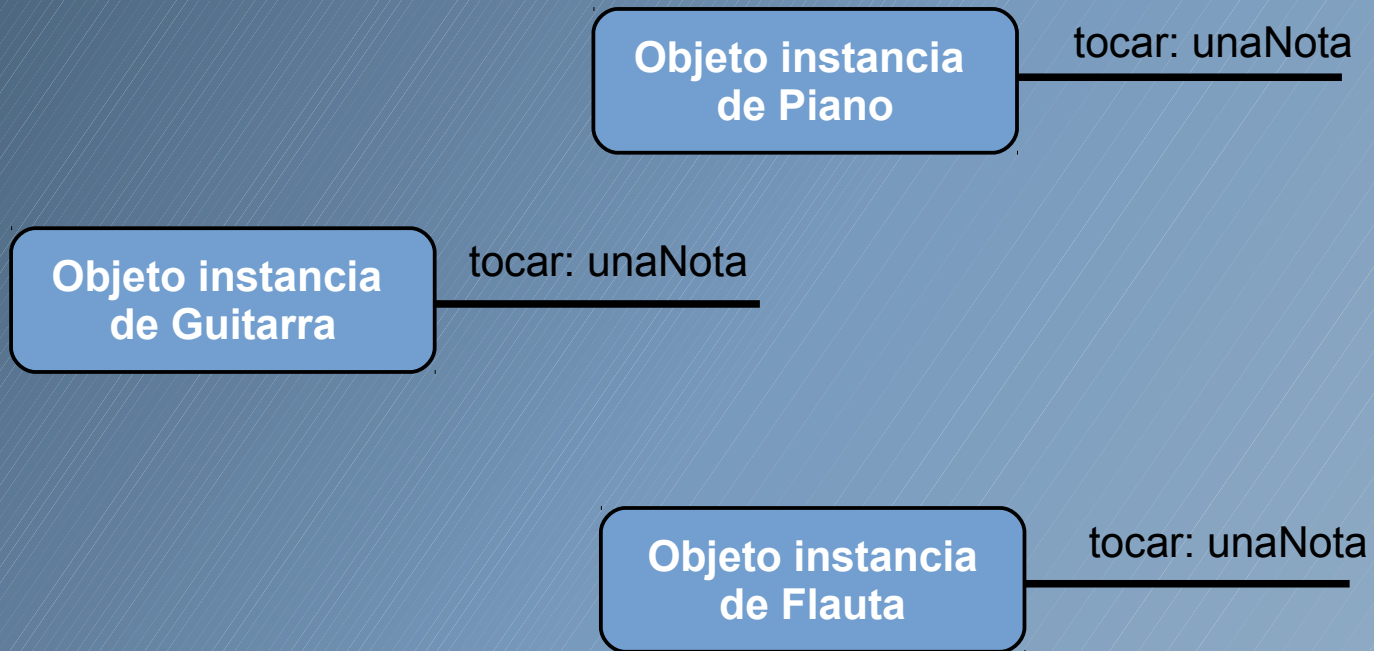 Objeto instancia
de Piano
tocar: unaNota
Objeto instancia
de Guitarra
tocar: unaNota
Objeto instancia
de Flauta
tocar: unaNota